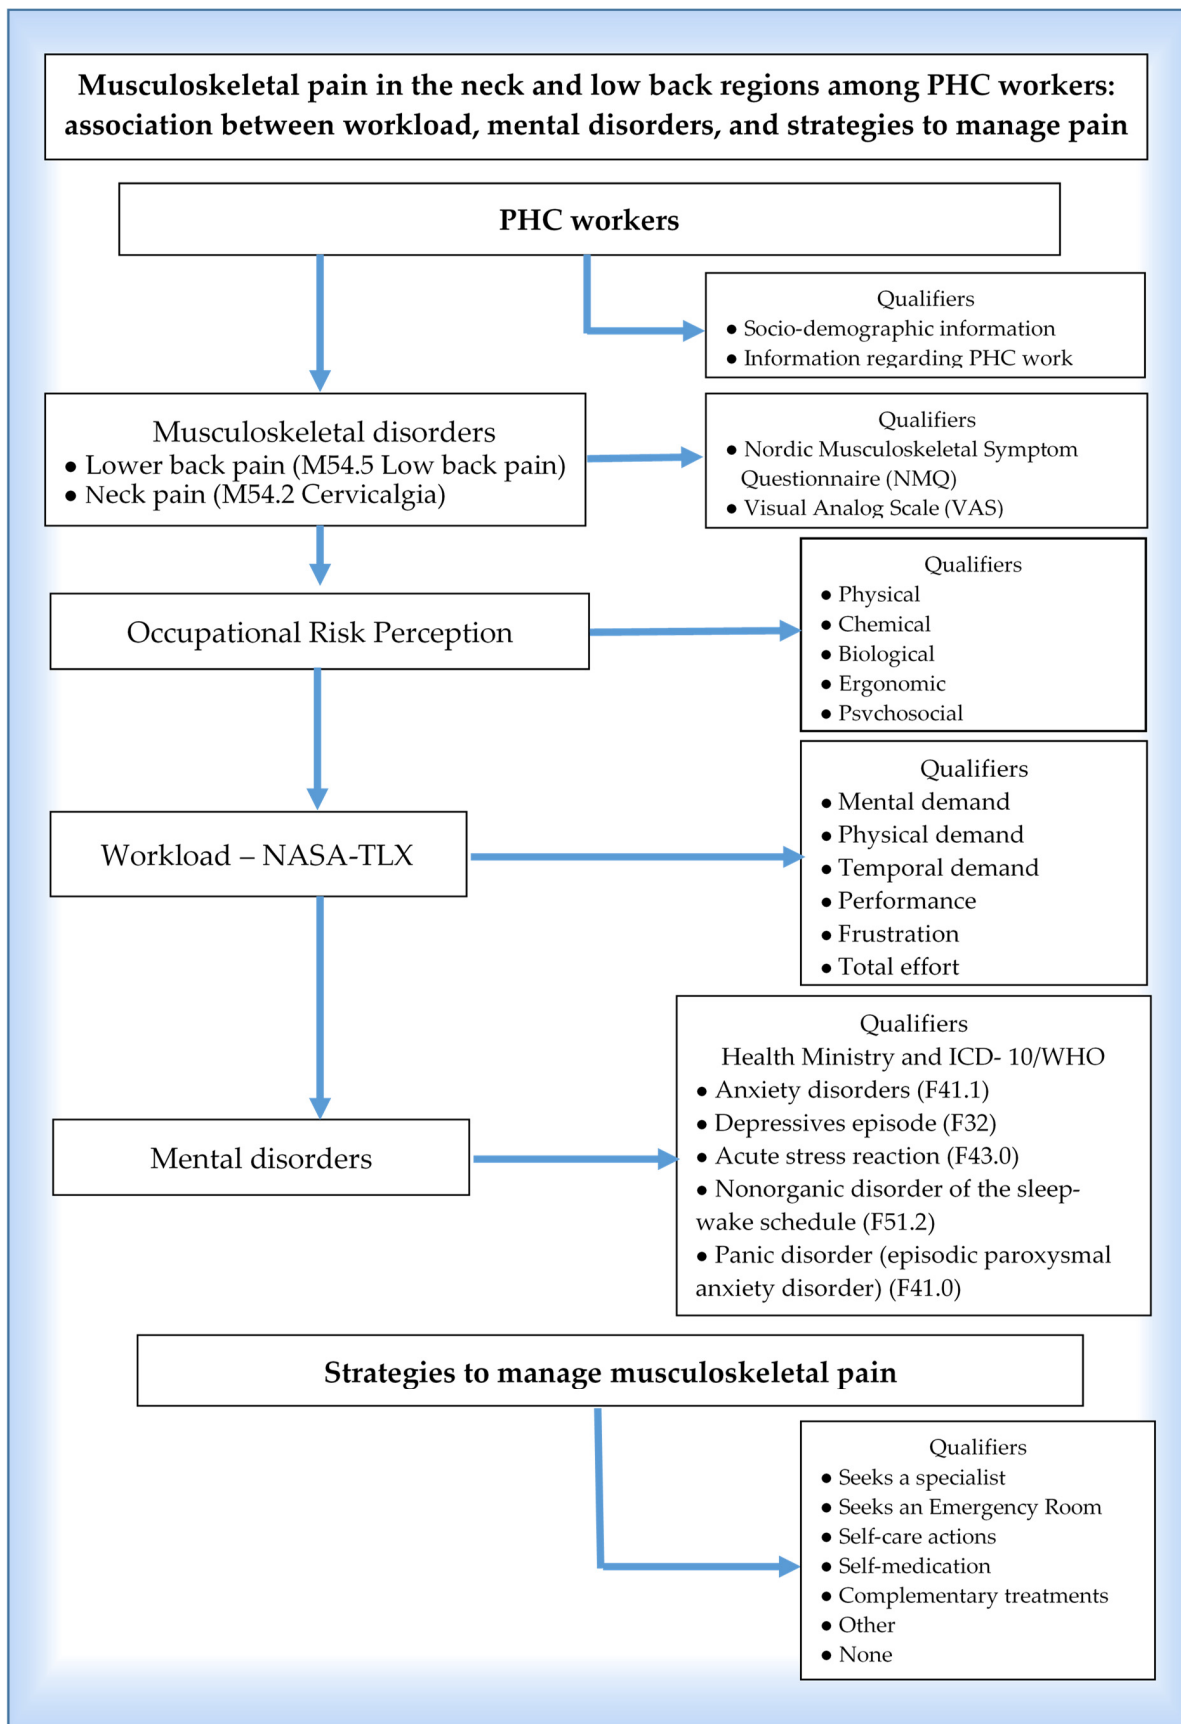 Musculoskeletal pain in the neck and low back regions among PHC workers:
association between workload, mental disorders, and strategies to manage pain
PHC workers
Qualifiers
● Socio-demographic information
● Information regarding PHC work
Musculoskeletal disorders
● Lower back pain (M54.5 Low back pain)
● Neck pain (M54.2 Cervicalgia)
Qualifiers
● Nordic Musculoskeletal Symptom
Questionnaire (NMQ)
● Visual Analog Scale (VAS)
Occupational Risk Perception
Qualifiers
● Physical
● Chemical
● Biological
● Ergonomic
● Psychosocial
Workload – NASA-TLX
Qualifiers
● Mental demand
● Physical demand
● Temporal demand
● Performance
● Frustration
● Total effort
Mental disorders
Qualifiers
Health Ministry and ICD- 10/WHO
● Anxiety disorders (F41.1)
● Depressives episode (F32)
● Acute stress reaction (F43.0)
● Nonorganic disorder of the sleep-
wake schedule (F51.2)
● Panic disorder (episodic paroxysmal
anxiety disorder) (F41.0)
Strategies to manage musculoskeletal pain
Qualifiers
● Seeks a specialist
● Seeks an Emergency Room
● Self-care actions
● Self-medication
● Complementary treatments
● Other
● None